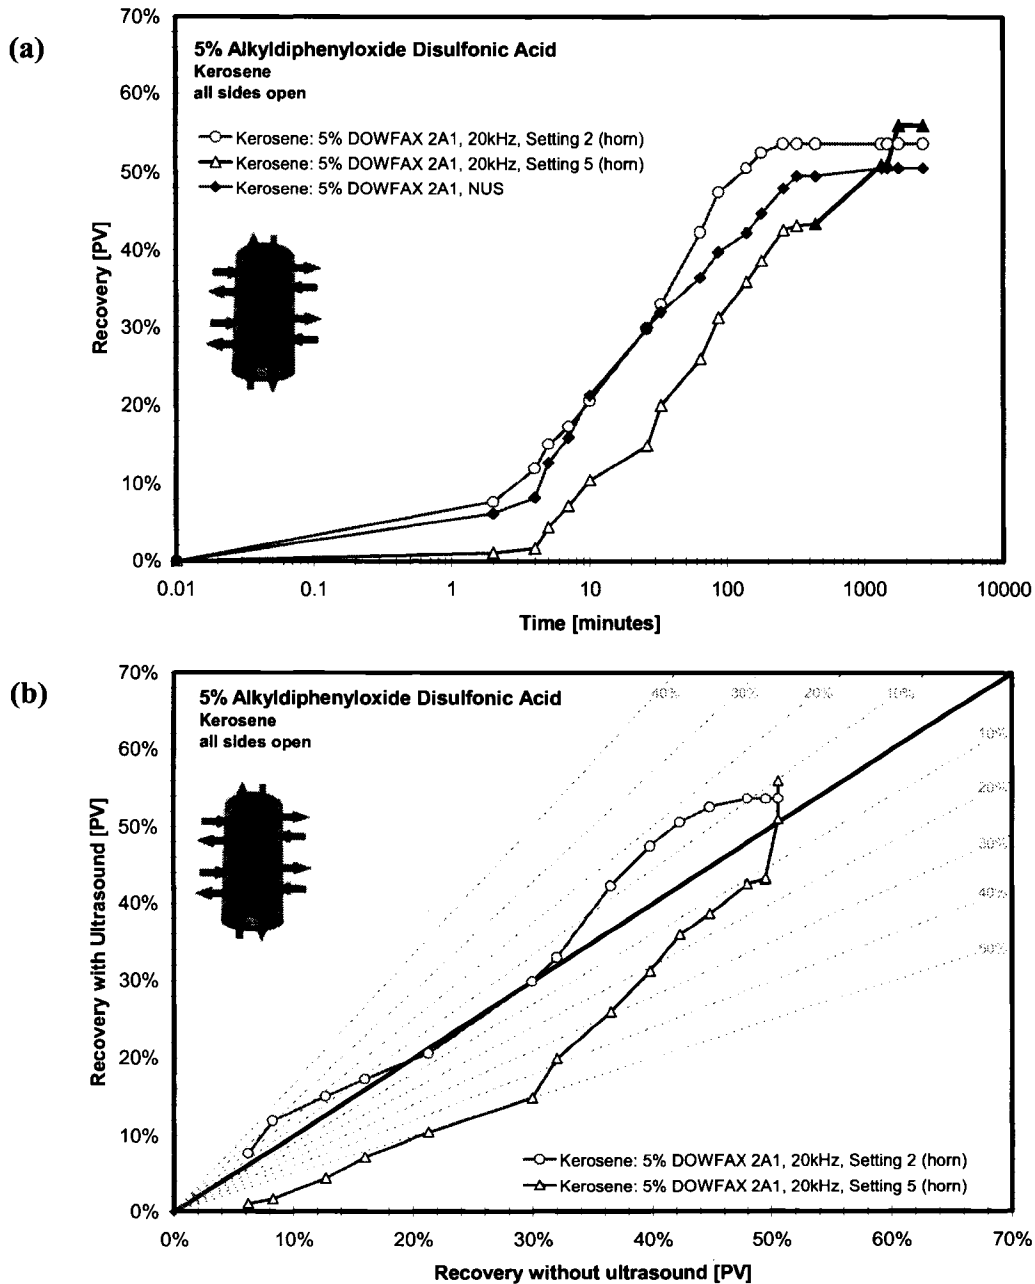 (a)
70%
60%
50%
40%
30%
20%
10%
0%
Recovery [PV]
5% Alkyldiphenyloxide Disulfonic Acid
Kerosene
all sides open
Kerosene: 5% DOWFAX 2A1, 20kHz, Setting 2 (horn)
Kerosene: 5% DOWFAX 2A1, 20kHz, Setting 5 (horn)
Kerosene: 5% DOWFAX 2A1, NUS
0.01 0.1 1 10 100 1000 10000
Time [minutes]
(b)
70%
60%
50%
40%
30%
20%
10%
0%
Recovery with Ultrasound [PV]
5% Alkyldiphenyloxide Disulfonic Acid
Kerosene
all sides open
40% 30% 20% 10%
10%
20%
30%
40%
50%
Kerosene: 5% DOWFAX 2A1, 20kHz, Setting 2 (horn)
Kerosene: 5% DOWFAX 2A1, 20kHz, Setting 5 (horn)
0% 10% 20% 30% 40% 50% 60% 70%
Recovery without ultrasound [PV]